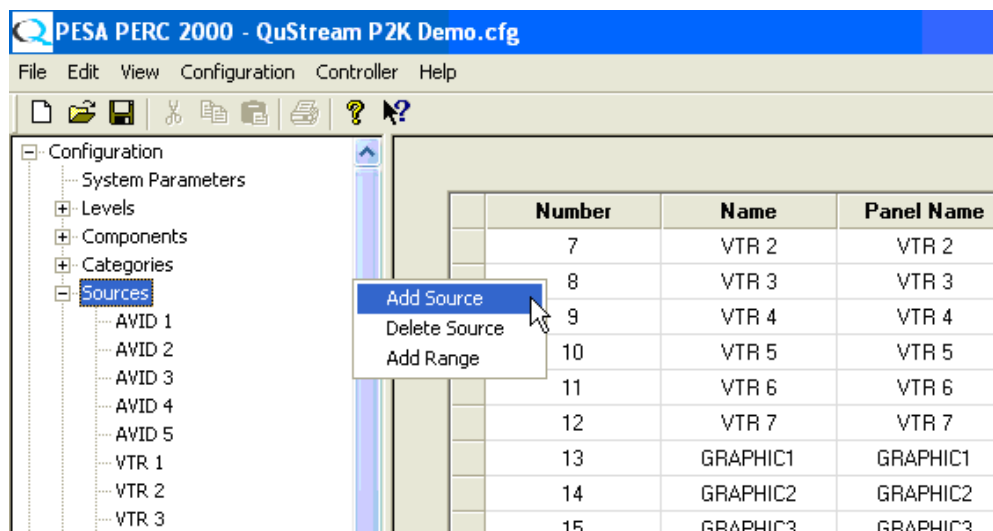 PESA PERC 2000 - QuStream P2K Demo.cfg
File Edit View Configuration Controller Help
Configuration
System Parameters
Levels
Components
Categories
Sources
AVID 1
AVID 2
AVID 3
AVID 4
AVID 5
VTR 1
VTR 2
VTR 3
Add Source
Delete Source
Add Range
Number Name Panel Name
7 VTR 2 VTR 2
8 VTR 3 VTR 3
9 VTR 4 VTR 4
10 VTR 5 VTR 5
11 VTR 6 VTR 6
12 VTR 7 VTR 7
13 GRAPHIC1 GRAPHIC1
14 GRAPHIC2 GRAPHIC2
15 GRAPHIC3 GRAPHIC3